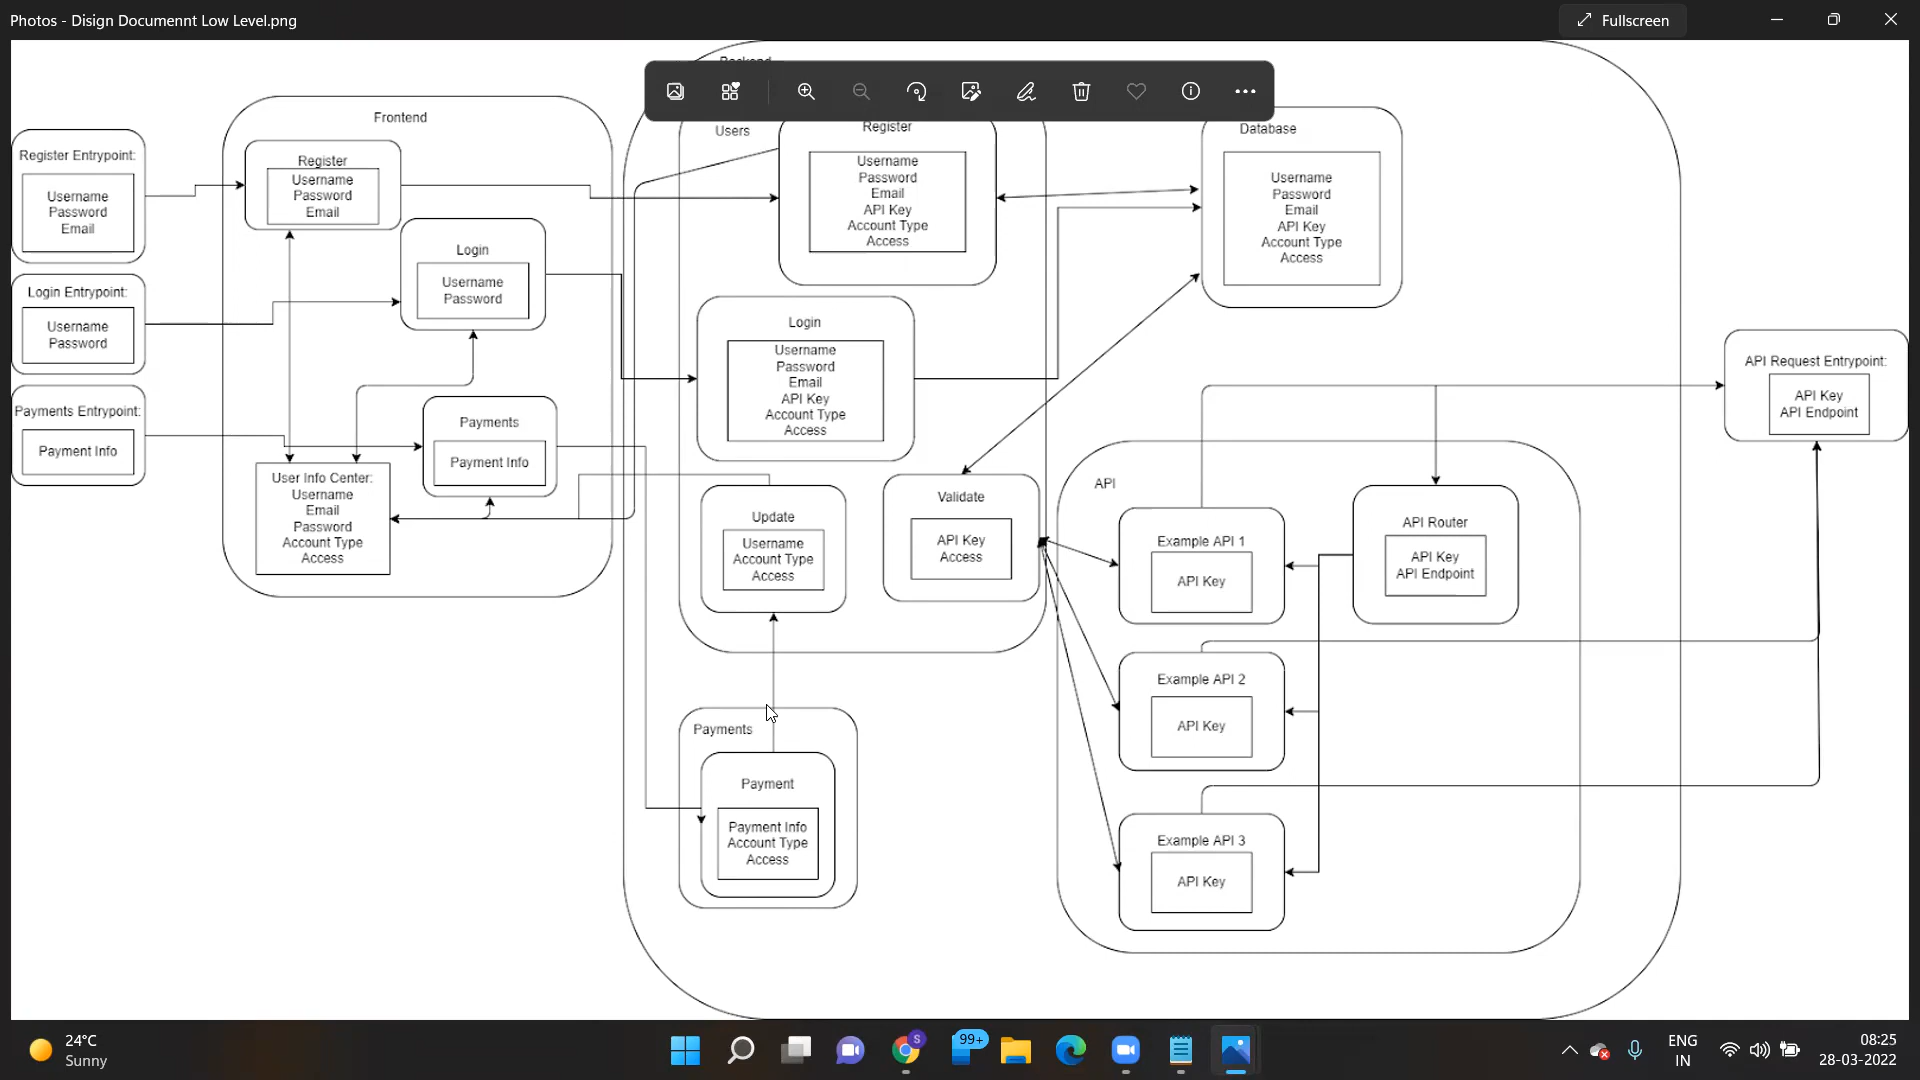 Photos - Disign Documennt Low Level.png
Fullscreen
Frontend
Register Entrypoint:
Username
Password
Email
Register
Username
Password
Email
Login Entrypoint:
Username
Password
Login
Username
Password
Payments Entrypoint:
Payment Info
Payments
Payment Info
User Info Center:
Username
Email
Password
Account Type
Access
Backend
Users
Register
Username
Password
Email
API Key
Account Type
Access
Login
Username
Password
Email
API Key
Account Type
Access
Update
Username
Account Type
Access
Validate
API Key
Access
Payments
Payment
Payment Info
Account Type
Access
Database
Username
Password
Email
API Key
Account Type
Access
API
Example API 1
API Key
API Router
API Key
API Endpoint
Example API 2
API Key
Example API 3
API Key
API Request Entrypoint:
API Key
API Endpoint
24°C
Sunny
S
99+
ENG
IN
08:25
28-03-2022